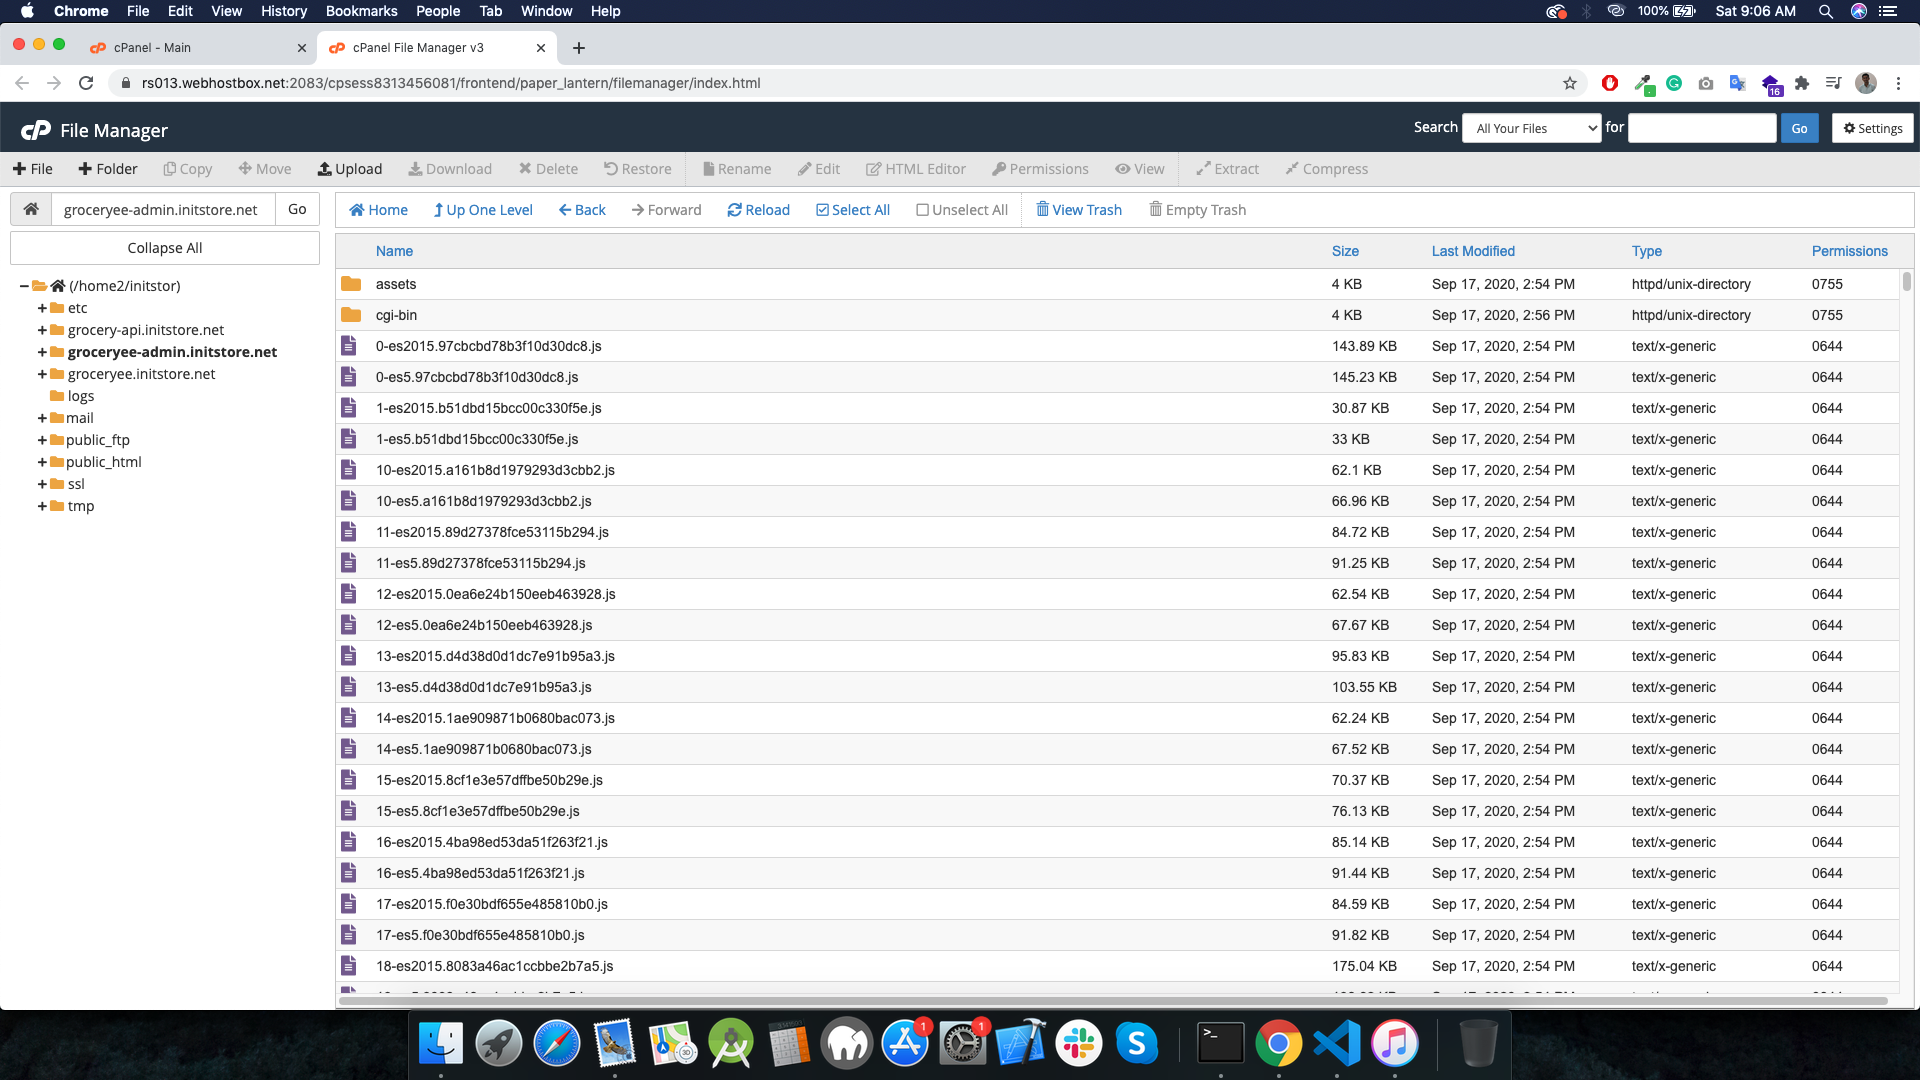 Chrome File Edit View History Bookmarks People Tab Window Help 100% Sat 9:06 AM
cPanel - Main cPanel File Manager v3
rs013.webhostbox.net:2083/cpsess8313456081/frontend/paper_lantern/filemanager/index.html 16
cP File Manager Search All Your Files for Go Settings
File Folder Copy Move Upload Download Delete Restore Rename Edit HTML Editor Permissions View Extract Compress
groceryee-admin.initstore.net Go Home Up One Level Back Forward Reload Select All Unselect All View Trash Empty Trash
Collapse All
(/home2/initstor)
etc
grocery-api.initstore.net
groceryee-admin.initstore.net
groceryee.initstore.net
logs
mail
public_ftp
public_html
ssl
tmp
Name Size Last Modified Type Permissions
assets 4 KB Sep 17, 2020, 2:54 PM httpd/unix-directory 0755
cgi-bin 4 KB Sep 17, 2020, 2:56 PM httpd/unix-directory 0755
0-es2015.97cbcbd78b3f10d30dc8.js 143.89 KB Sep 17, 2020, 2:54 PM text/x-generic 0644
0-es5.97cbcbd78b3f10d30dc8.js 145.23 KB Sep 17, 2020, 2:54 PM text/x-generic 0644
1-es2015.b51dbd15bcc00c330f5e.js 30.87 KB Sep 17, 2020, 2:54 PM text/x-generic 0644
1-es5.b51dbd15bcc00c330f5e.js 33 KB Sep 17, 2020, 2:54 PM text/x-generic 0644
10-es2015.a161b8d1979293d3cbb2.js 62.1 KB Sep 17, 2020, 2:54 PM text/x-generic 0644
10-es5.a161b8d1979293d3cbb2.js 66.96 KB Sep 17, 2020, 2:54 PM text/x-generic 0644
11-es2015.89d27378fce53115b294.js 84.72 KB Sep 17, 2020, 2:54 PM text/x-generic 0644
11-es5.89d27378fce53115b294.js 91.25 KB Sep 17, 2020, 2:54 PM text/x-generic 0644
12-es2015.0ea6e24b150eeb463928.js 62.54 KB Sep 17, 2020, 2:54 PM text/x-generic 0644
12-es5.0ea6e24b150eeb463928.js 67.67 KB Sep 17, 2020, 2:54 PM text/x-generic 0644
13-es2015.d4d38d0d1dc7e91b95a3.js 95.83 KB Sep 17, 2020, 2:54 PM text/x-generic 0644
13-es5.d4d38d0d1dc7e91b95a3.js 103.55 KB Sep 17, 2020, 2:54 PM text/x-generic 0644
14-es2015.1ae909871b0680bac073.js 62.24 KB Sep 17, 2020, 2:54 PM text/x-generic 0644
14-es5.1ae909871b0680bac073.js 67.52 KB Sep 17, 2020, 2:54 PM text/x-generic 0644
15-es2015.8cf1e3e57dffbe50b29e.js 70.37 KB Sep 17, 2020, 2:54 PM text/x-generic 0644
15-es5.8cf1e3e57dffbe50b29e.js 76.13 KB Sep 17, 2020, 2:54 PM text/x-generic 0644
16-es2015.4ba98ed53da51f263f21.js 85.14 KB Sep 17, 2020, 2:54 PM text/x-generic 0644
16-es5.4ba98ed53da51f263f21.js 91.44 KB Sep 17, 2020, 2:54 PM text/x-generic 0644
17-es2015.f0e30bdf655e485810b0.js 84.59 KB Sep 17, 2020, 2:54 PM text/x-generic 0644
17-es5.f0e30bdf655e485810b0.js 91.82 KB Sep 17, 2020, 2:54 PM text/x-generic 0644
18-es2015.8083a46ac1ccbbe2b7a5.js 175.04 KB Sep 17, 2020, 2:54 PM text/x-generic 0644
3D 1 1